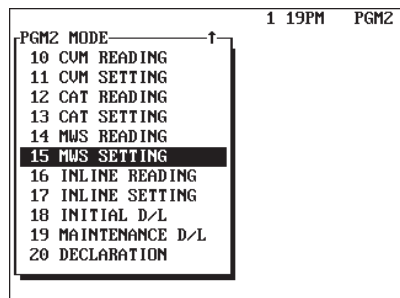 1 19PM PGM2
PGM2 MODE ↑
10 CVM READING
11 CVM SETTING
12 CAT READING
13 CAT SETTING
14 MWS READING
15 MWS SETTING
16 INLINE READING
17 INLINE SETTING
18 INITIAL D/L
19 MAINTENANCE D/L
20 DECLARATION